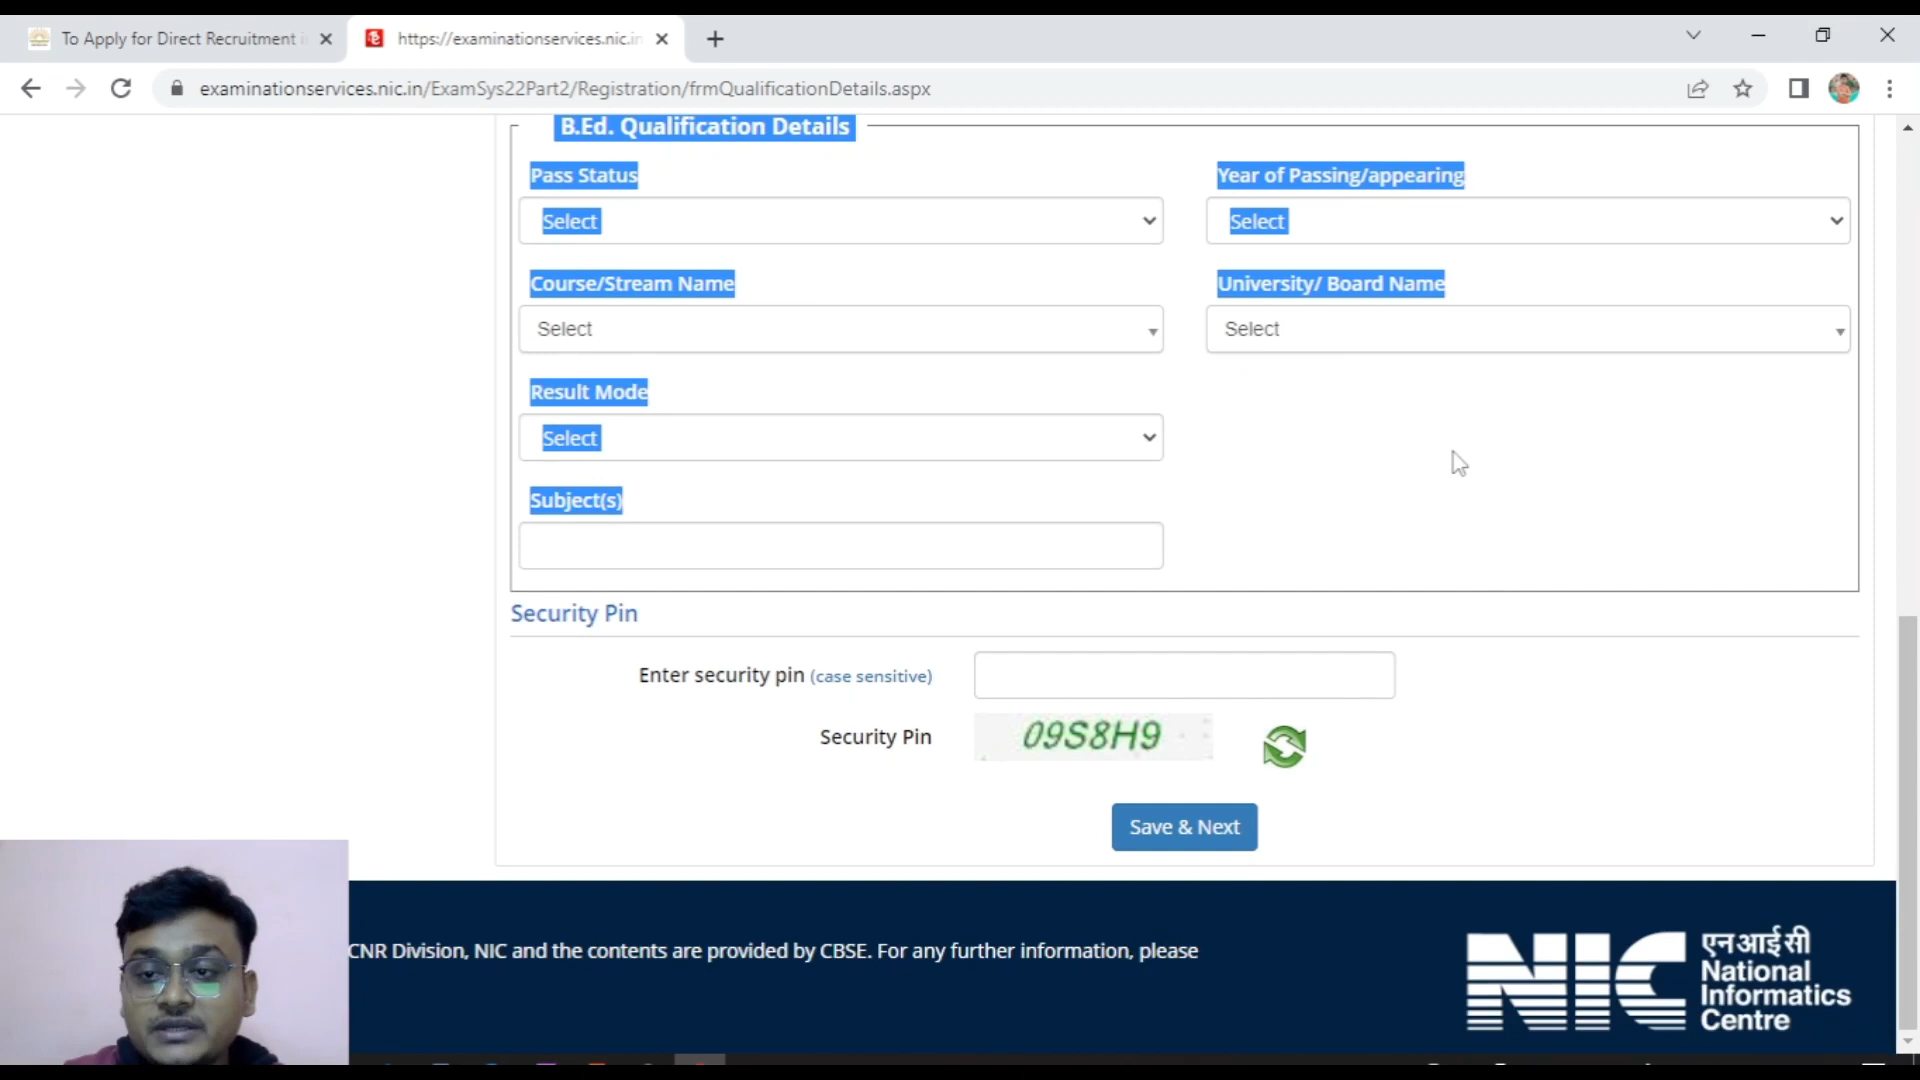 To Apply for Direct Recruitment i
https://examinationservices.nic.in
examinationservices.nic.in/ExamSys22Part2/Registration/frmQualificationDetails.aspx
B.Ed. Qualification Details
Pass Status
Year of Passing/appearing
Select
Select
Course/Stream Name
University/ Board Name
Select
Select
Result Mode
Select
Subject(s)
Security Pin
Enter security pin (case sensitive)
Security Pin
09S8H9
Save & Next
CNR Division, NIC and the contents are provided by CBSE. For any further information, please
NIC
एन आई सी
National
Informatics
Centre